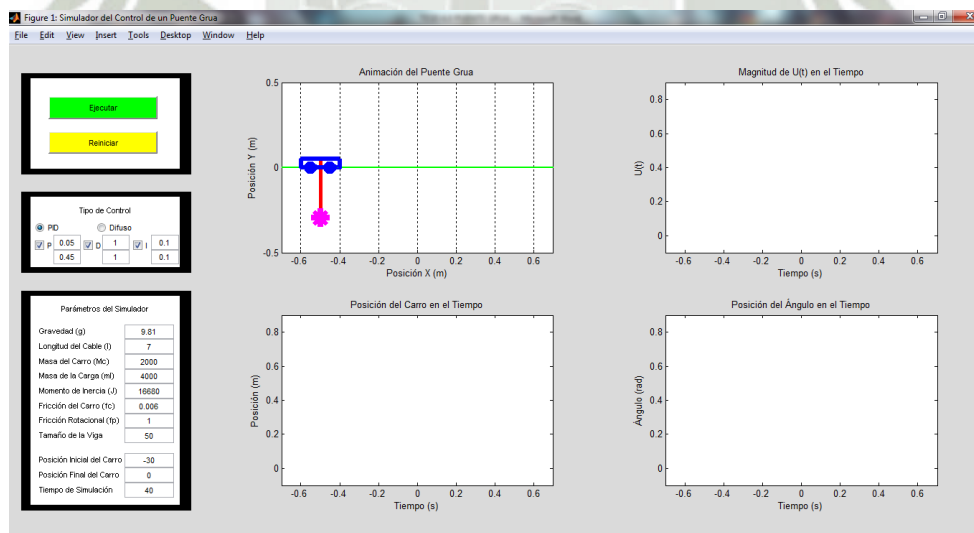 Figure 1: Simulador del Control de un Puente Grua
File Edit View Insert Tools Desktop Window Help
Ejecutar
Reiniciar
Tipo de Control
PID Difuso
P 0.05 D 1 I 0.1
0.45 1 0.1
Parámetros del Simulador
Gravedad (g) 9.81
Longitud del Cable (l) 7
Masa del Carro (Mc) 2000
Masa de la Carga (ml) 4000
Momento de Inercia (J) 16680
Fricción del Carro (fc) 0.006
Fricción Rotacional (fp) 1
Tamaño de la Viga 50
Posición Inicial del Carro -30
Posición Final del Carro 0
Tiempo de Simulación 40
Animación del Puente Grua
0.5
0
-0.5
Posición Y (m)
-0.6 -0.4 -0.2 0 0.2 0.4 0.6
Posición X (m)
Magnitud de U(t) en el Tiempo
0.8
0.6
0.4
0.2
0
U(t)
-0.6 -0.4 -0.2 0 0.2 0.4 0.6
Tiempo (s)
Posición del Carro en el Tiempo
0.8
0.6
0.4
0.2
0
Posición (m)
-0.6 -0.4 -0.2 0 0.2 0.4 0.6
Tiempo (s)
Posición del Ángulo en el Tiempo
0.8
0.6
0.4
0.2
0
Ángulo (rad)
-0.6 -0.4 -0.2 0 0.2 0.4 0.6
Tiempo (s)